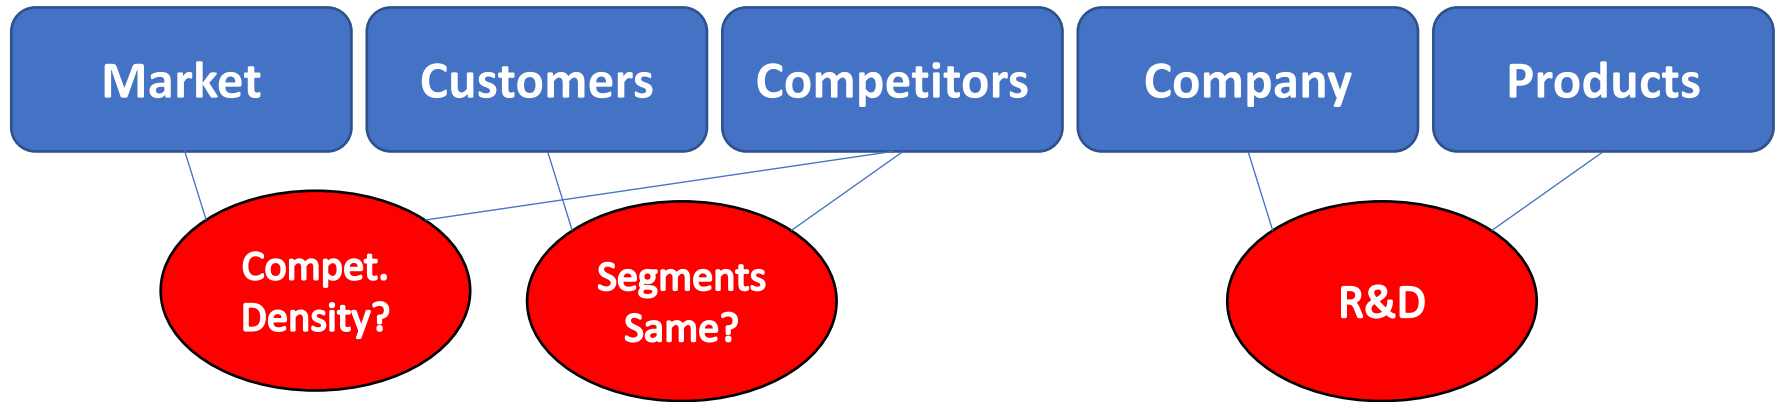 Market
Customers
Competitors
Company
Products
Compet.
Density?
Segments
Same?
R&D